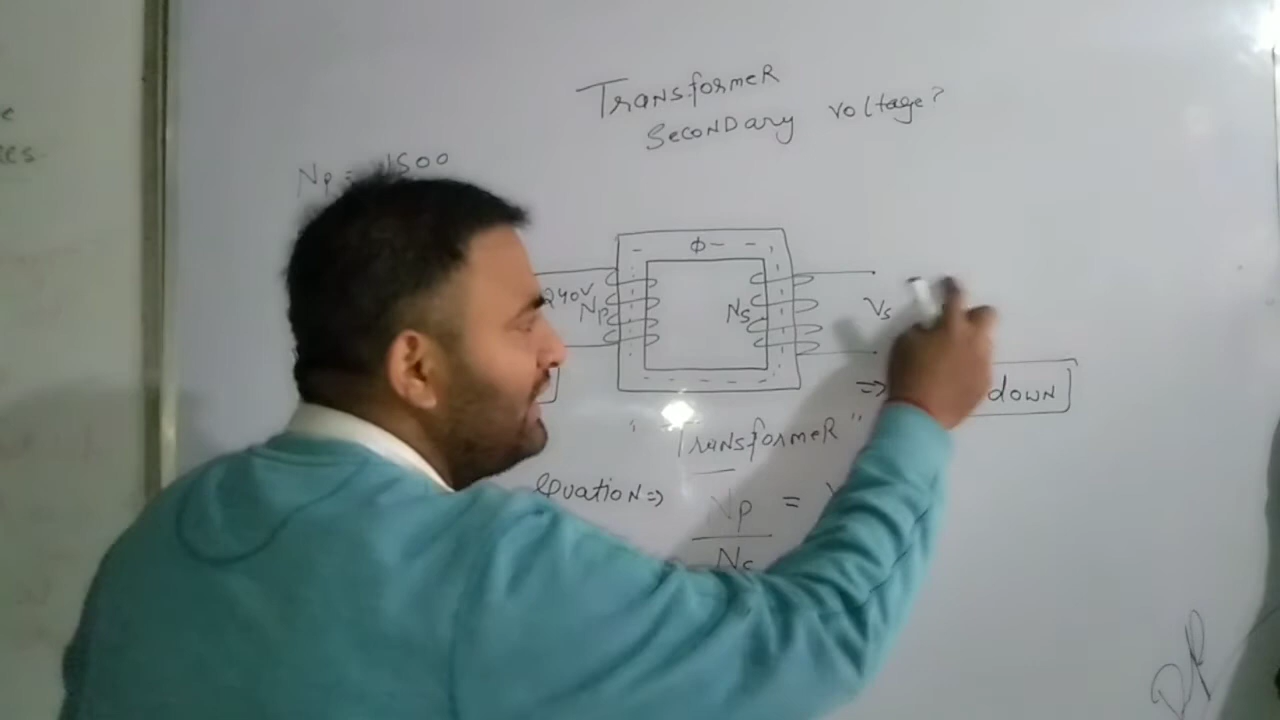 TRANSFORMER
SECONDARY VOLTAGE?
NP = 1500
Φ
240V
NP
NS
VS
⇒
DOWN
" TRANSFORMER "
EQUATION ⇒
NP =
NS